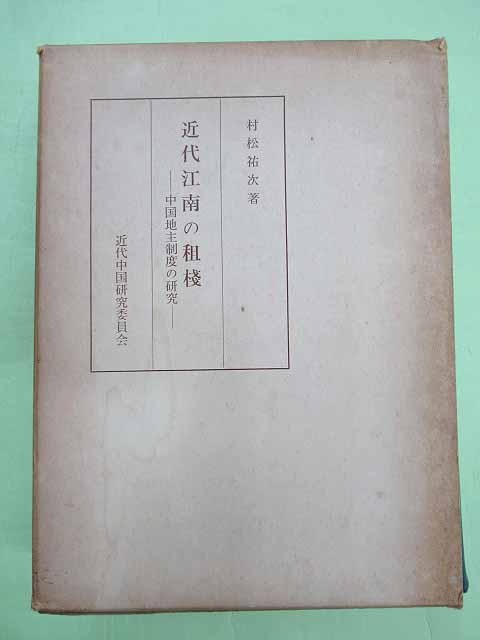 村松祐次著
近代江南の租棧
——中国地主制度の研究——
近代中国研究委員会